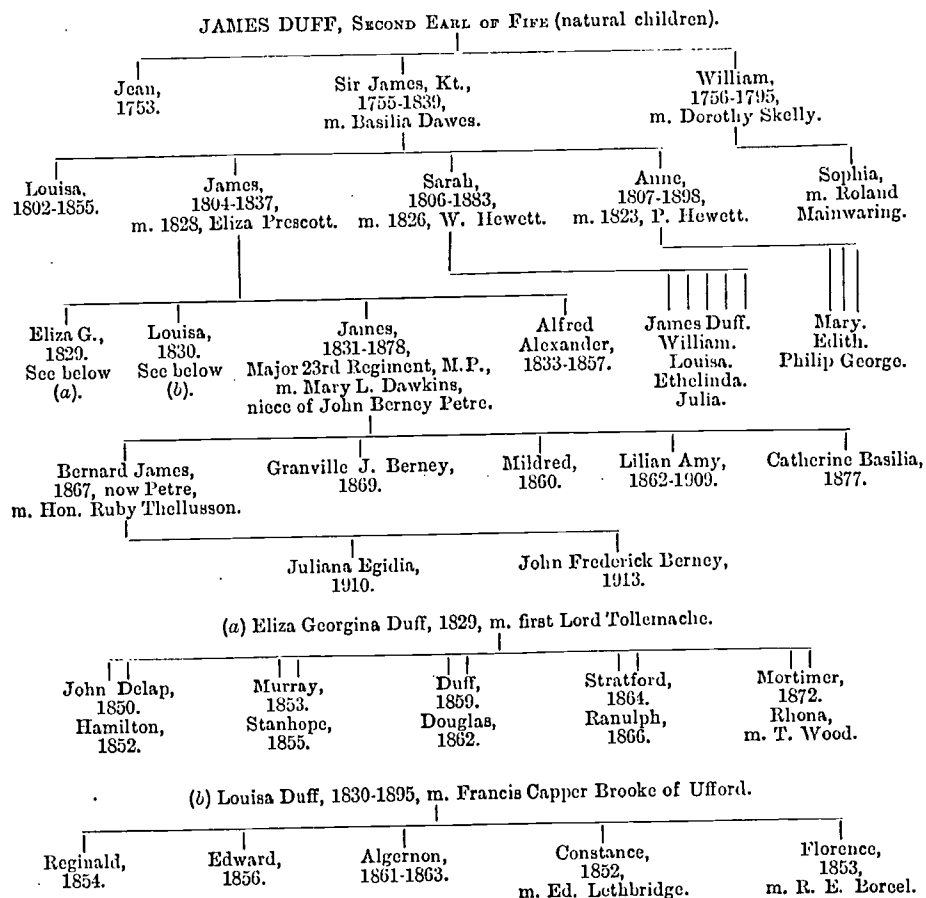 JAMES DUFF, SECOND EARL OF FIFE (natural children).
Jean,
1753.
Sir James, Kt.,
1755-1839,
m. Basilia Dawes.
William,
1756-1795,
m. Dorothy Skelly.
Louisa,
1802-1855.
James,
1804-1837,
m. 1828, Eliza Prescott.
Sarah,
1806-1883,
m. 1826, W. Hewett.
Anne,
1807-1898,
m. 1823, P. Hewett.
Sophia,
m. Roland
Mainwaring.
Eliza G.,
1829.
See below
(a).
Louisa,
1830.
See below
(b).
James,
1831-1878,
Major 23rd Regiment, M.P.,
m. Mary L. Dawkins,
niece of John Berney Petre.
Alfred
Alexander,
1833-1857.
James Duff.
William.
Louisa.
Ethelinda.
Julia.
Mary.
Edith.
Philip George.
Bernard James,
1867, now Petre,
m. Hon. Ruby Thellusson.
Granville J. Berney,
1869.
Mildred,
1860.
Lilian Amy,
1862-1909.
Catherine Basilia,
1877.
Juliana Egidia,
1910.
John Frederick Berney,
1913.
(a) Eliza Georgina Duff, 1829, m. first Lord Tollemache.
John Delap,
1850.
Hamilton,
1852.
Murray,
1853.
Stanhope,
1855.
Duff,
1859.
Douglas,
1862.
Stratford,
1864.
Ranulph,
1866.
Mortimer,
1872.
Rhona,
m. T. Wood.
(b) Louisa Duff, 1830-1895, m. Francis Capper Brooke of Ufford.
Reginald,
1854.
Edward,
1856.
Algernon,
1861-1863.
Constance,
1852,
m. Ed. Lethbridge.
Florence,
1853,
m. R. E. Boreel.